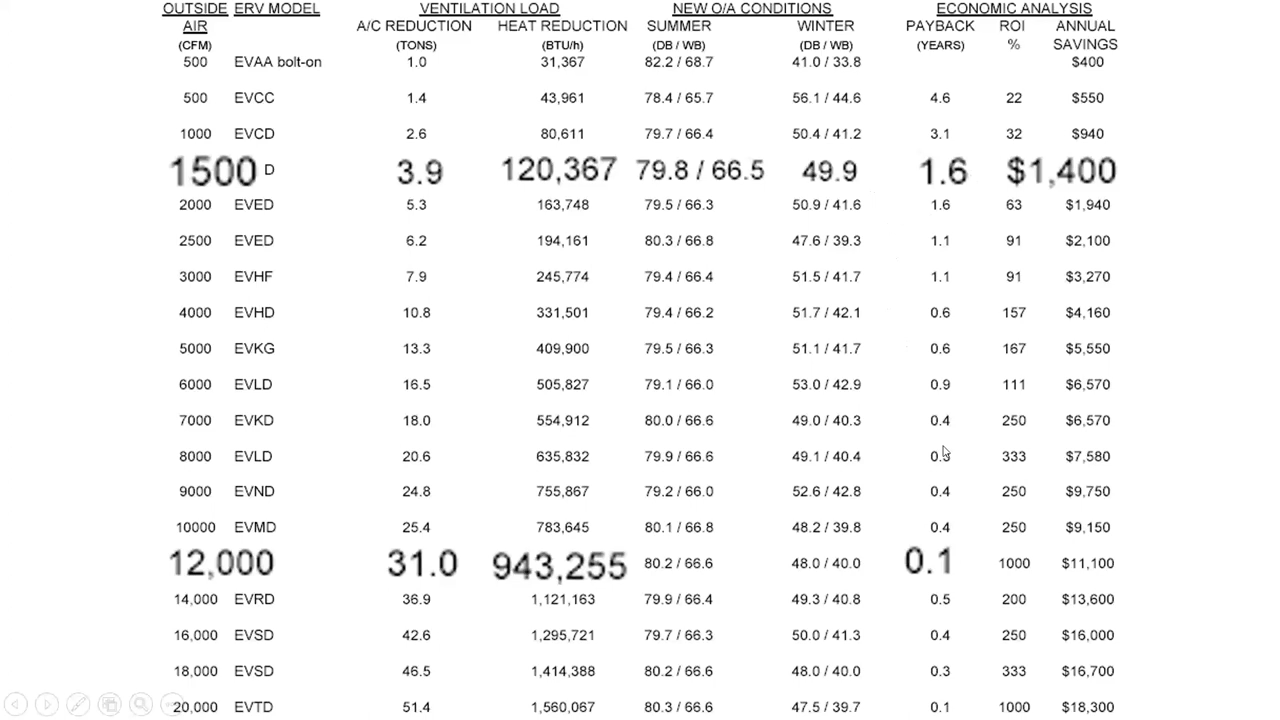 OUTSIDE ERV MODEL VENTILATION LOAD NEW O/A CONDITIONS ECONOMIC ANALYSIS
AIR A/C REDUCTION HEAT REDUCTION SUMMER WINTER PAYBACK ROI ANNUAL
(CFM) (TONS) (BTU/h) (DB / WB) (DB / WB) (YEARS) % SAVINGS
500 EVAA bolt-on 1.0 31,367 82.2 / 68.7 41.0 / 33.8 $400
500 EVCC 1.4 43,961 78.4 / 65.7 56.1 / 44.6 4.6 22 $550
1000 EVCD 2.6 80,611 79.7 / 66.4 50.4 / 41.2 3.1 32 $940
1500 D 3.9 120,367 79.8 / 66.5 49.9 1.6 $1,400
2000 EVED 5.3 163,748 79.5 / 66.3 50.9 / 41.6 1.6 63 $1,940
2500 EVED 6.2 194,161 80.3 / 66.8 47.6 / 39.3 1.1 91 $2,100
3000 EVHF 7.9 245,774 79.4 / 66.4 51.5 / 41.7 1.1 91 $3,270
4000 EVHD 10.8 331,501 79.4 / 66.2 51.7 / 42.1 0.6 157 $4,160
5000 EVKG 13.3 409,900 79.5 / 66.3 51.1 / 41.7 0.6 167 $5,550
6000 EVLD 16.5 505,827 79.1 / 66.0 53.0 / 42.9 0.9 111 $6,570
7000 EVKD 18.0 554,912 80.0 / 66.6 49.0 / 40.3 0.4 250 $6,570
8000 EVLD 20.6 635,832 79.9 / 66.6 49.1 / 40.4 333 $7,580
9000 EVND 24.8 755,867 79.2 / 66.0 52.6 / 42.8 0.4 250 $9,750
10000 EVMD 25.4 783,645 80.1 / 66.8 48.2 / 39.8 0.4 250 $9,150
12,000 31.0 943,255 80.2 / 66.6 48.0 / 40.0 0.1 1000 $11,100
14,000 EVRD 36.9 1,121,163 79.9 / 66.4 49.3 / 40.8 0.5 200 $13,600
16,000 EVSD 42.6 1,295,721 79.7 / 66.3 50.0 / 41.3 0.4 250 $16,000
18,000 EVSD 46.5 1,414,388 80.2 / 66.6 48.0 / 40.0 0.3 333 $16,700
20,000 EVTD 51.4 1,560,067 80.3 / 66.6 47.5 / 39.7 0.1 1000 $18,300